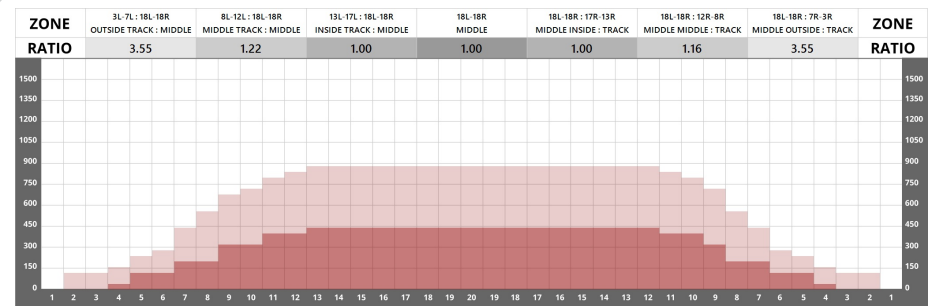 ZONE
3L-7L : 18L-18R
OUTSIDE TRACK : MIDDLE
8L-12L : 18L-18R
MIDDLE TRACK : MIDDLE
13L-17L : 18L-18R
INSIDE TRACK : MIDDLE
18L-18R
MIDDLE
18L-18R : 17R-13R
MIDDLE INSIDE : TRACK
18L-18R : 12R-8R
MIDDLE MIDDLE : TRACK
18L-18R : 7R-3R
MIDDLE OUTSIDE : TRACK
ZONE
RATIO 3.55 1.22 1.00 1.00 1.00 1.16 3.55 RATIO
1500 1500
1350 1350
1200 1200
1050 1050
900 900
750 750
600 600
450 450
300 300
150 150
0 0
1 2 3 4 5 6 7 8 9 10 11 12 13 14 15 16 17 18 19 20 19 18 17 16 15 14 13 12 11 10 9 8 7 6 5 4 3 1